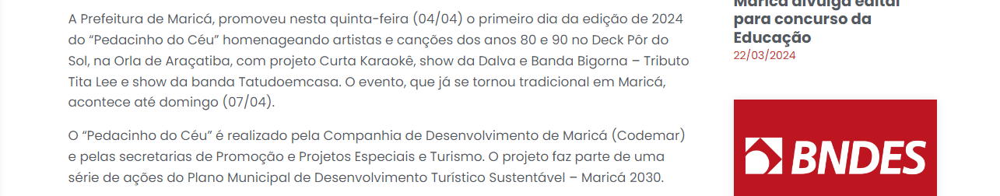 A Prefeitura de Maricá, promoveu nesta quinta-feira (04/04) o primeiro dia da edição de 2024
do “Pedacinho do Céu” homenageando artistas e canções dos anos 80 e 90 no Deck Pôr do
Sol, na Orla de Araçatiba, com projeto Curta Karaokê, show da Dalva e Banda Bigorna – Tributo
Tita Lee e show da banda Tatudoemcasa. O evento, que já se tornou tradicional em Maricá,
acontece até domingo (07/04).
O “Pedacinho do Céu” é realizado pela Companhia de Desenvolvimento de Maricá (Codemar)
e pelas secretarias de Promoção e Projetos Especiais e Turismo. O projeto faz parte de uma
série de ações do Plano Municipal de Desenvolvimento Turístico Sustentável – Maricá 2030.
Maricá divulga edital
para concurso da
Educação
22/03/2024
BNDES